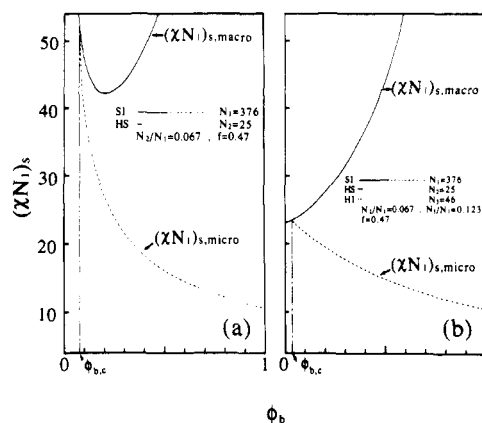 50
40
30
20
10
(χN₁)s
(χN₁)s,macro
SI N₁=376
HS N₂=25
N₂/N₁=0.067 , f=0.47
(χN₁)s,micro
(a)
0
ϕb,c
1
(χN₁)s,macro
SI N₁=376
HS N₂=25
HI N₃=46
N₂/N₁=0.067 , N₃/N₁=0.123
f=0.47
(χN₁)s,micro
(b)
0
ϕb,c
1
ϕb